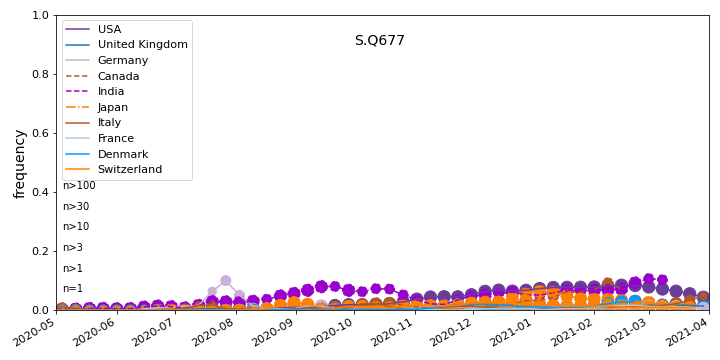 S.Q677
USA
United Kingdom
Germany
Canada
India
Japan
Italy
France
Denmark
Switzerland
n>100
n>30
n>10
n>3
n>1
n=1
frequency
1.0
0.8
0.6
0.4
0.2
0.0
2020-05
2020-06
2020-07
2020-08
2020-09
2020-10
2020-11
2020-12
2021-01
2021-02
2021-03
2021-04